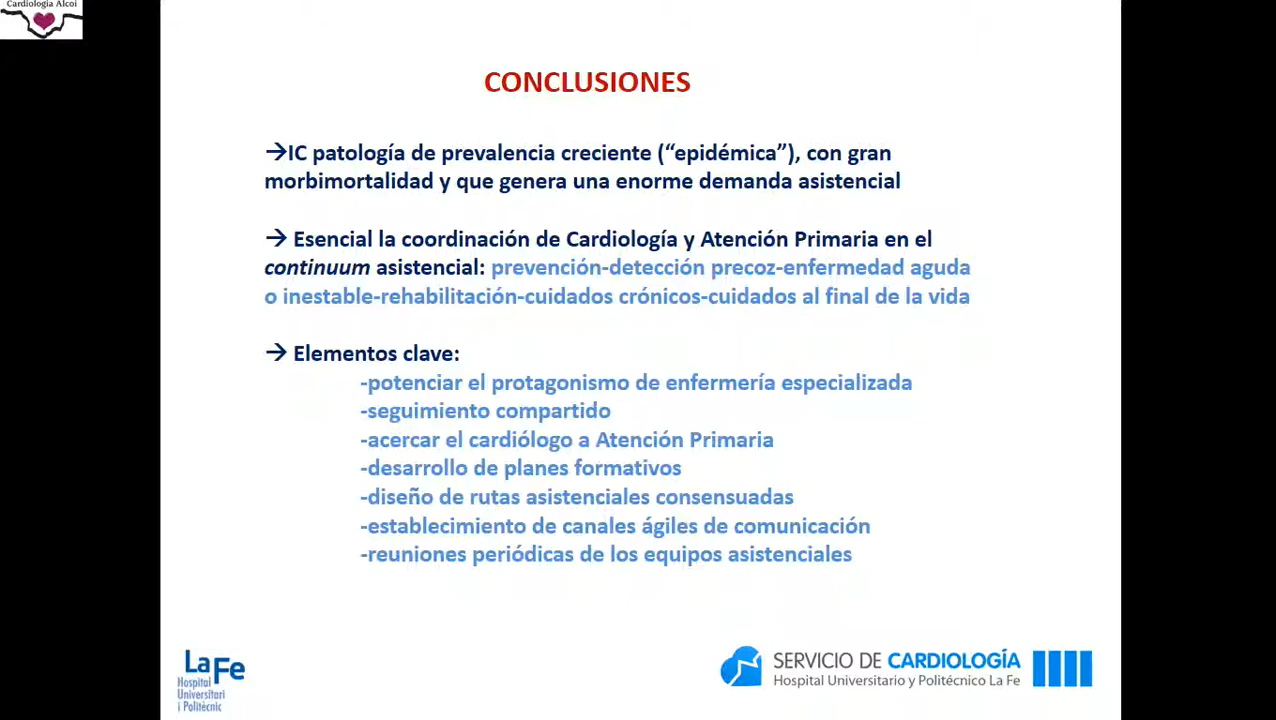 Cardiología Alcoi
CONCLUSIONES
→IC patología de prevalencia creciente (“epidémica”), con gran
morbimortalidad y que genera una enorme demanda asistencial
→ Esencial la coordinación de Cardiología y Atención Primaria en el
continuum asistencial: prevención-detección precoz-enfermedad aguda
o inestable-rehabilitación-cuidados crónicos-cuidados al final de la vida
→ Elementos clave:
-potenciar el protagonismo de enfermería especializada
-seguimiento compartido
-acercar el cardiólogo a Atención Primaria
-desarrollo de planes formativos
-diseño de rutas asistenciales consensuadas
-establecimiento de canales ágiles de comunicación
-reuniones periódicas de los equipos asistenciales
La Fe
Hospital
Universitari
i Politècnic
SERVICIO DE CARDIOLOGÍA
Hospital Universitario y Politécnico La Fe